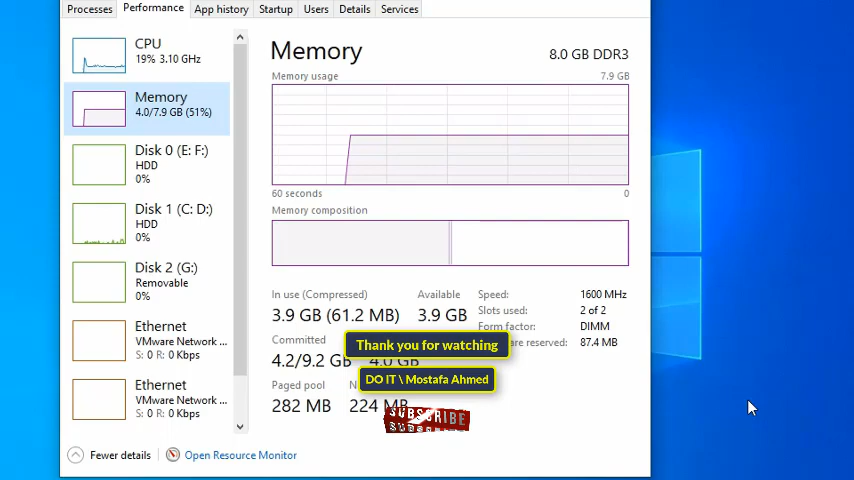 Processes Performance App history Startup Users Details Services
CPU
19% 3.10 GHz
Memory
4.0/7.9 GB (51%)
Disk 0 (E: F:)
HDD
0%
Disk 1 (C: D:)
HDD
0%
Disk 2 (G:)
Removable
0%
Ethernet
VMware Network ...
S: 0 R: 0 Kbps
Ethernet
VMware Network ...
S: 0 R: 0 Kbps
Memory 8.0 GB DDR3
Memory usage 7.9 GB
60 seconds 0
Memory composition
In use (Compressed) Available
3.9 GB (61.2 MB) 3.9 GB
Committed
4.2/9.2 GB 4.0 GB
Paged pool
282 MB 224 MB
Speed: 1600 MHz
Slots used: 2 of 2
Form factor: DIMM
reserved: 87.4 MB
Thank you for watching
DO IT \ Mostafa Ahmed
SUBSCRIBE
Fewer details Open Resource Monitor